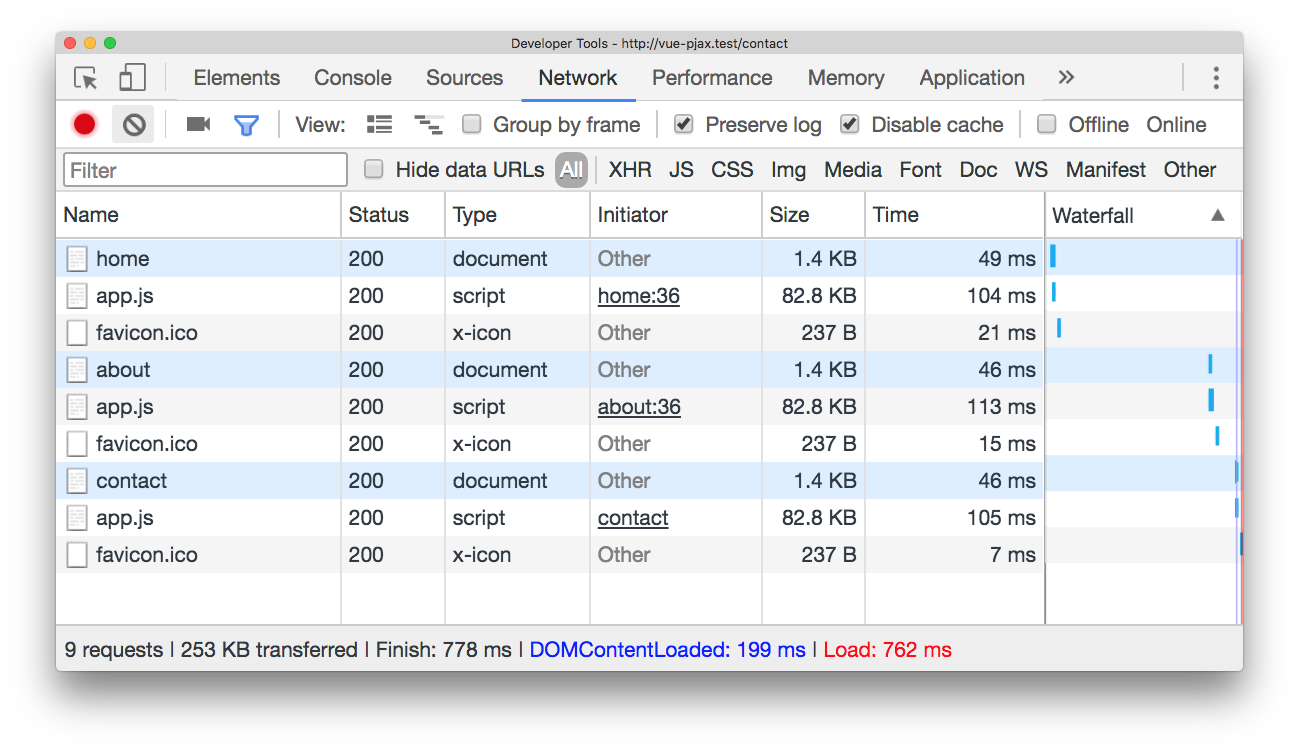 Developer Tools - http://vue-pjax.test/contact
Elements Console Sources Network Performance Memory Application »
View: Group by frame Preserve log Disable cache Offline Online
Filter Hide data URLs All XHR JS CSS Img Media Font Doc WS Manifest Other
Name Status Type Initiator Size Time Waterfall ▲
home 200 document Other 1.4 KB 49 ms
app.js 200 script home:36 82.8 KB 104 ms
favicon.ico 200 x-icon Other 237 B 21 ms
about 200 document Other 1.4 KB 46 ms
app.js 200 script about:36 82.8 KB 113 ms
favicon.ico 200 x-icon Other 237 B 15 ms
contact 200 document Other 1.4 KB 46 ms
app.js 200 script contact 82.8 KB 105 ms
favicon.ico 200 x-icon Other 237 B 7 ms
9 requests | 253 KB transferred | Finish: 778 ms | DOMContentLoaded: 199 ms | Load: 762 ms